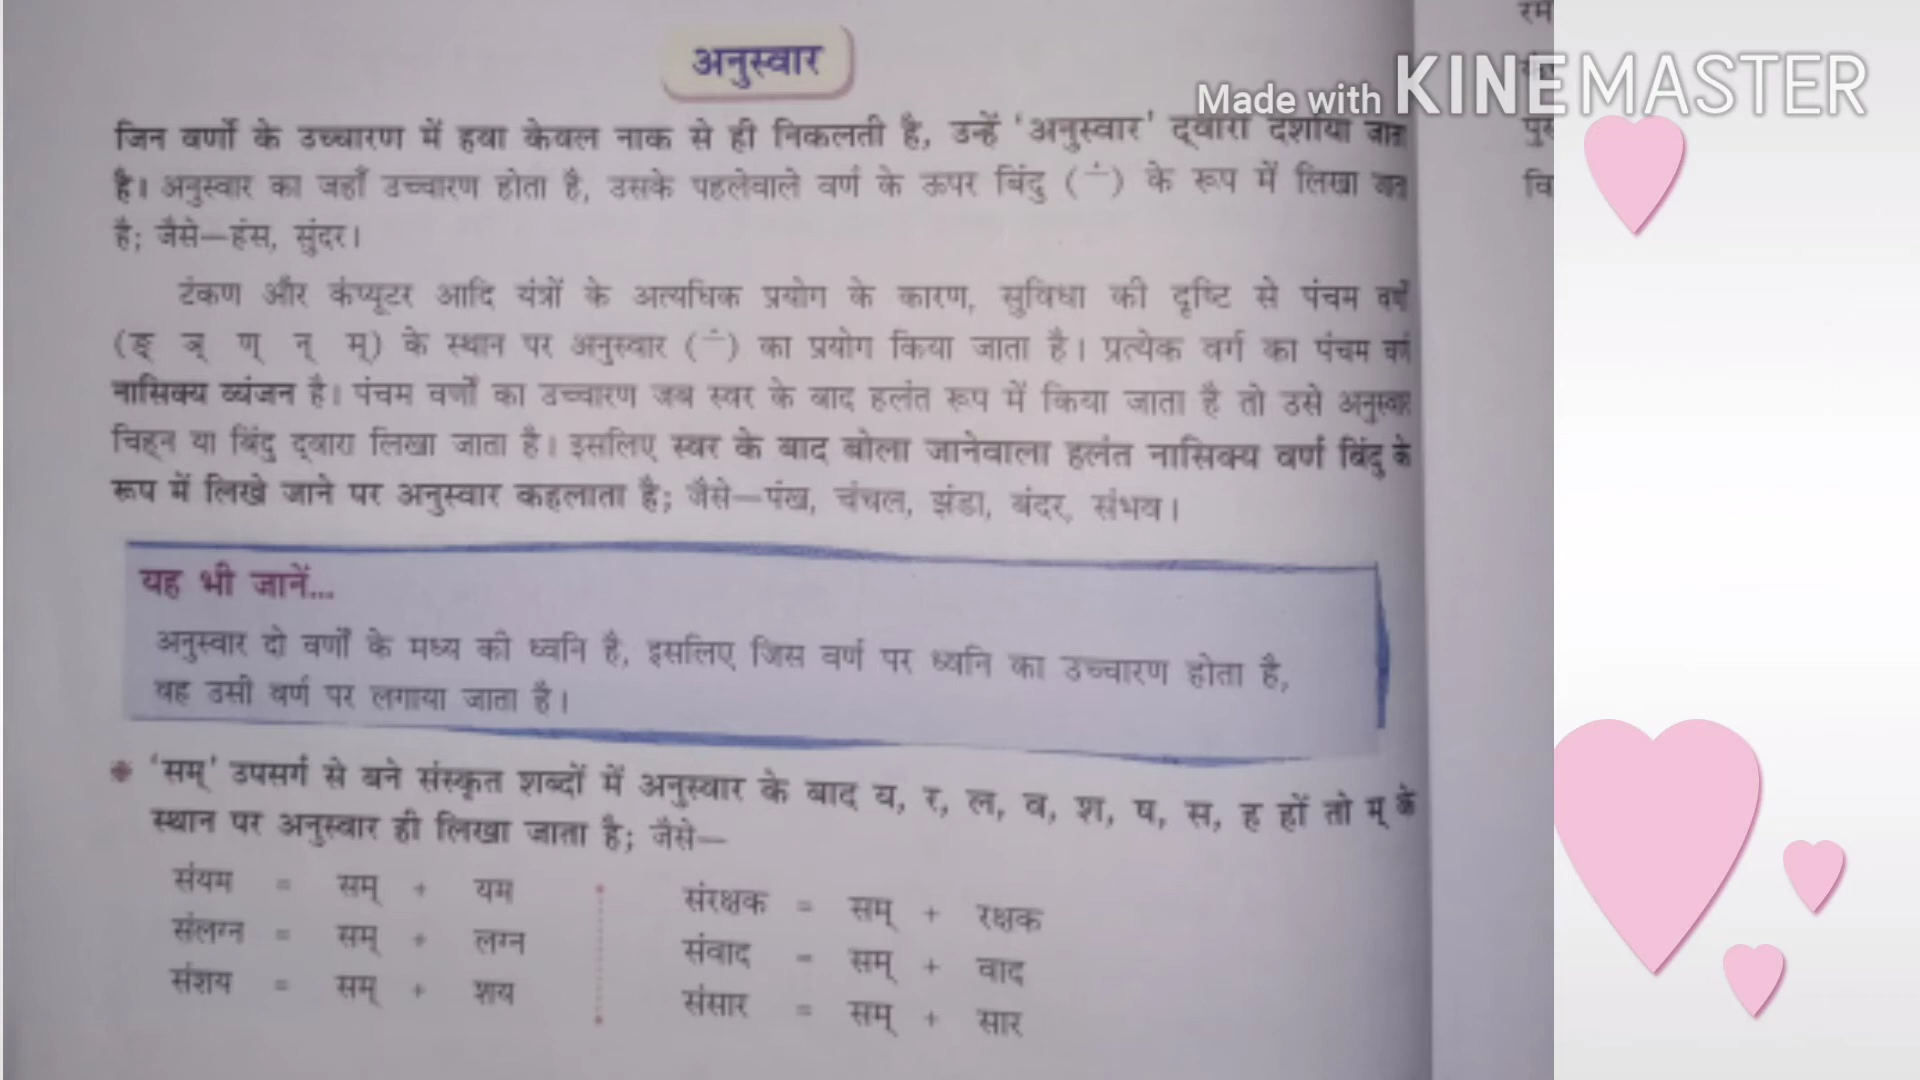 अनुस्वार
Made with KINEMASTER
जिन वर्णों के उच्चारण में हवा केवल नाक से ही निकलती है, उन्हें ‘अनुस्वार’ द्वारा दर्शाया
है। अनुस्वार का जहाँ उच्चारण होता है, उसके पहलेवाले वर्ण के ऊपर बिंदु (ـं) के रूप में लिखा
है; जैसे—हंस, सुंदर।
टंकण और कंप्यूटर आदि यंत्रों के अत्यधिक प्रयोग के कारण, सुविधा की दृष्टि से पंचम
(ङ् ञ् ण् न् म्) के स्थान पर अनुस्वार (ـं) का प्रयोग किया जाता है। प्रत्येक वर्ग का पंचम
नासिक्य व्यंजन है। पंचम वर्णों का उच्चारण जब स्वर के बाद हलंत रूप में किया जाता है तो उसे अनुस्वार
चिह्न या बिंदु द्वारा लिखा जाता है। इसलिए स्वर के बाद बोला जानेवाला हलंत नासिक्य वर्ण बिंदु के
रूप में लिखे जाने पर अनुस्वार कहलाता है; जैसे—पंख, चंचल, झंडा, बंदर, संभव।
यह भी जानें...
अनुस्वार दो वर्णों के मध्य की ध्वनि है, इसलिए जिस वर्ण पर ध्वनि का उच्चारण होता है,
वह उसी वर्ण पर लगाया जाता है।
‘सम्’ उपसर्ग से बने संस्कृत शब्दों में अनुस्वार के बाद य, र, ल, व, श, ष, स, ह हों तो म् के
स्थान पर अनुस्वार ही लिखा जाता है; जैसे—
संयम = सम् + यम
संलग्न = सम् + लग्न
संशय = सम् + शय
संरक्षक = सम् + रक्षक
संवाद = सम् + वाद
संसार = सम् + सार